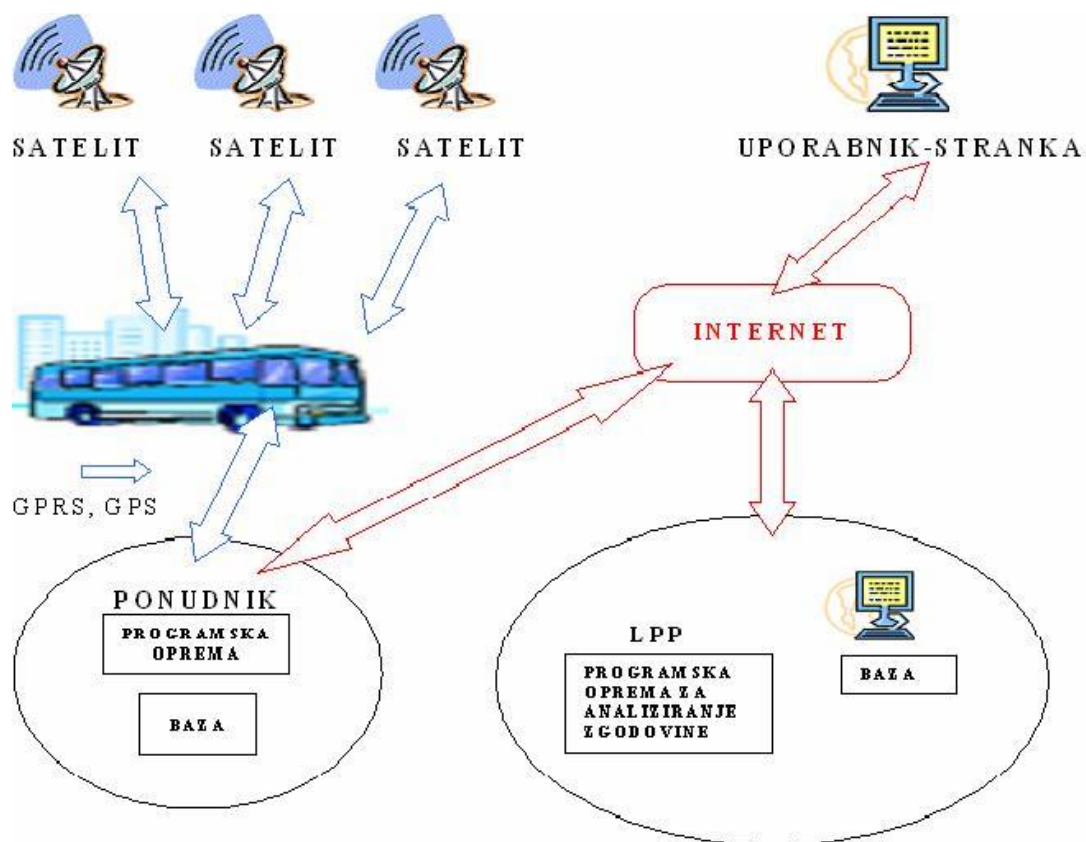 SATELIT
SATELIT
SATELIT
UPORABNIK-STRANKA
INTERNET
GPRS, GPS
PONUDNIK
PROGRAMSKA
OPREMA
BAZA
LPP
PROGRAMSKA
OPREMA ZA
ANALIZIRANJE
ZGODOVINE
BAZA